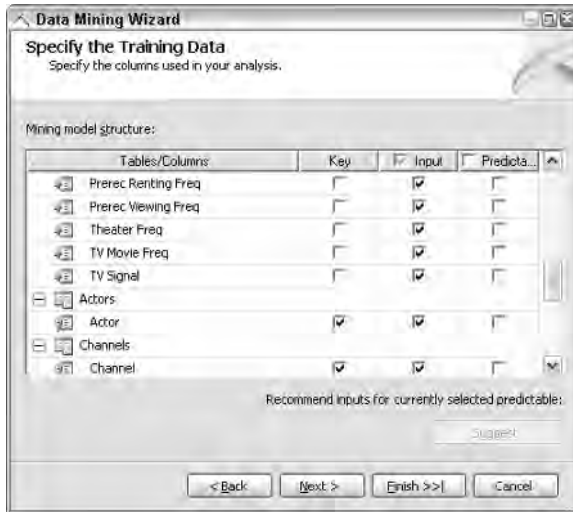 Data Mining Wizard
Specify the Training Data
Specify the columns used in your analysis.
Mining model structure:
Tables/Columns Key Input Predicta...
Prerec Renting Freq
Prerec Viewing Freq
Theater Freq
TV Movie Freq
TV Signal
Actors
Actor
Channels
Channel
Recommend inputs for currently selected predictable:
Suggest
< Back Next > Finish >>| Cancel